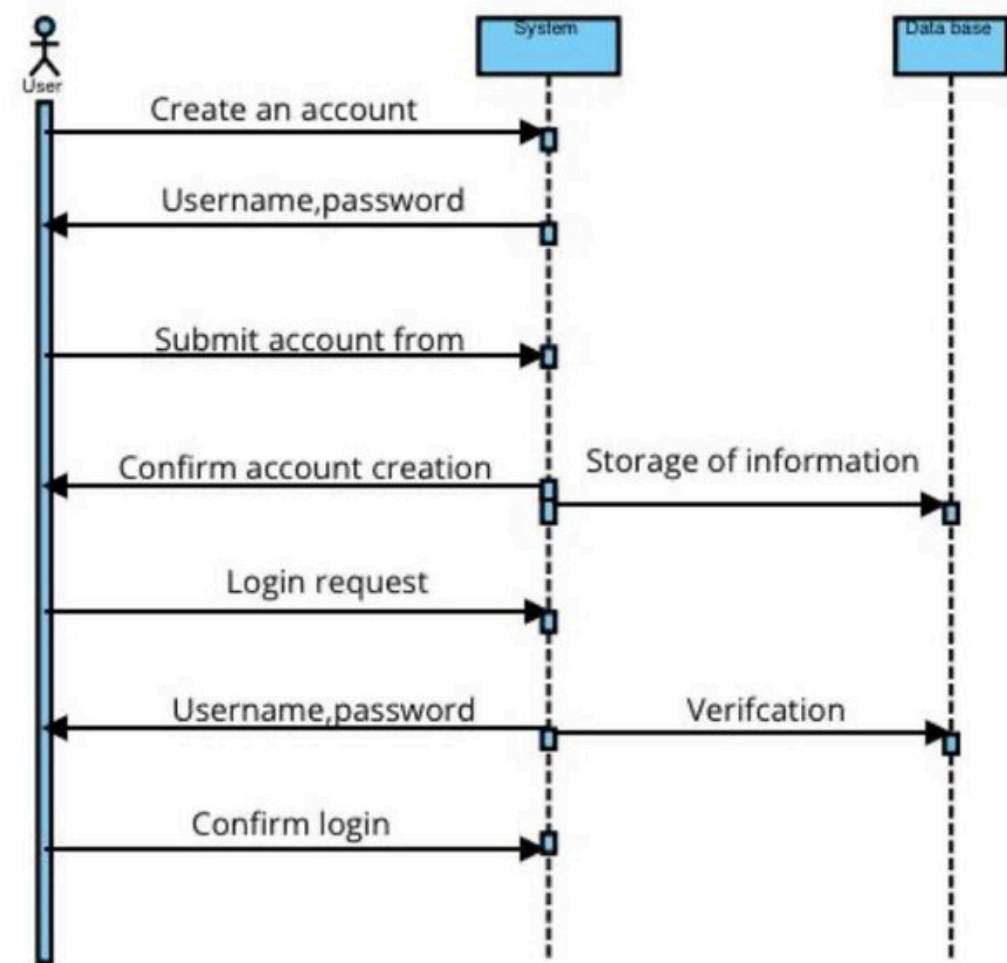 System
Data base
User
Create an account
Username,password
Submit account from
Confirm account creation
Storage of information
Login request
Username,password
Verifcation
Confirm login